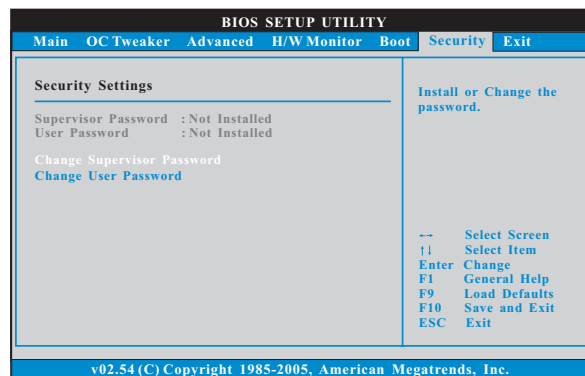 BIOS SETUP UTILITY
Main OC Tweaker Advanced H/W Monitor Boot Security Exit
Security Settings
Supervisor Password : Not Installed
User Password : Not Installed
Change Supervisor Password
Change User Password
Install or Change the
password.
←→ Select Screen
↑↓ Select Item
Enter Change
F1 General Help
F9 Load Defaults
F10 Save and Exit
ESC Exit
v02.54 (C) Copyright 1985-2005, American Megatrends, Inc.